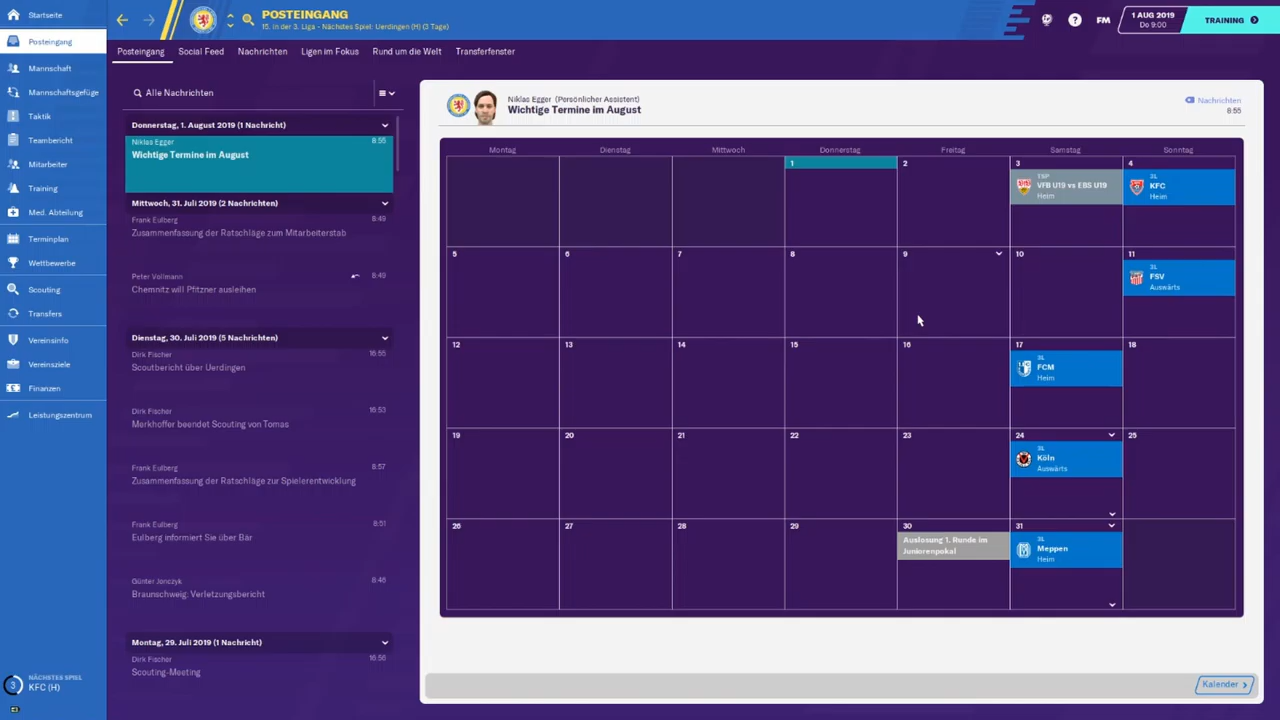 Startseite
Posteingang
Mannschaft
Mannschaftsgefüge
Taktik
Teambericht
Mitarbeiter
Training
Med. Abteilung
Terminplan
Wettbewerbe
Scouting
Transfers
Vereinsinfo
Vereinsziele
Finanzen
Leistungszentrum
3
NÄCHSTES SPIEL
KFC (H)
POSTEINGANG
15. in der 3. Liga - Nächstes Spiel: Uerdingen (H) (3 Tage)
?
FM
1 AUG 2019
Do 9:00
TRAINING
Posteingang
Social Feed
Nachrichten
Ligen im Fokus
Rund um die Welt
Transferfenster
Alle Nachrichten
Donnerstag, 1. August 2019 (1 Nachricht)
Niklas Egger 8:55
Wichtige Termine im August
Mittwoch, 31. Juli 2019 (2 Nachrichten)
Frank Eulberg 8:49
Zusammenfassung der Ratschläge zum Mitarbeiterstab
Peter Vollmann 8:49
Chemnitz will Pfitzner ausleihen
Dienstag, 30. Juli 2019 (5 Nachrichten)
Dirk Fischer 16:55
Scoutbericht über Uerdingen
Dirk Fischer 16:53
Merkhoffer beendet Scouting von Tomas
Frank Eulberg 8:57
Zusammenfassung der Ratschläge zur Spielerentwicklung
Frank Eulberg 8:51
Eulberg informiert Sie über Bär
Günter Jonczyk 8:46
Braunschweig: Verletzungsbericht
Montag, 29. Juli 2019 (1 Nachricht)
Dirk Fischer 16:56
Scouting-Meeting
Niklas Egger (Persönlicher Assistent)
Wichtige Termine im August
Nachrichten
8:55
Montag Dienstag Mittwoch Donnerstag Freitag Samstag Sonntag
1 2 3 4
TSP
VFB U19 vs EBS U19
Heim
3L
KFC
Heim
5 6 7 8 9 10 11
3L
FSV
Auswärts
12 13 14 15 16 17 18
3L
FCM
Heim
19 20 21 22 23 24 25
3L
Köln
Auswärts
26 27 28 29 30 31
Auslosung 1. Runde im
Juniorenpokal
3L
Meppen
Heim
Kalender